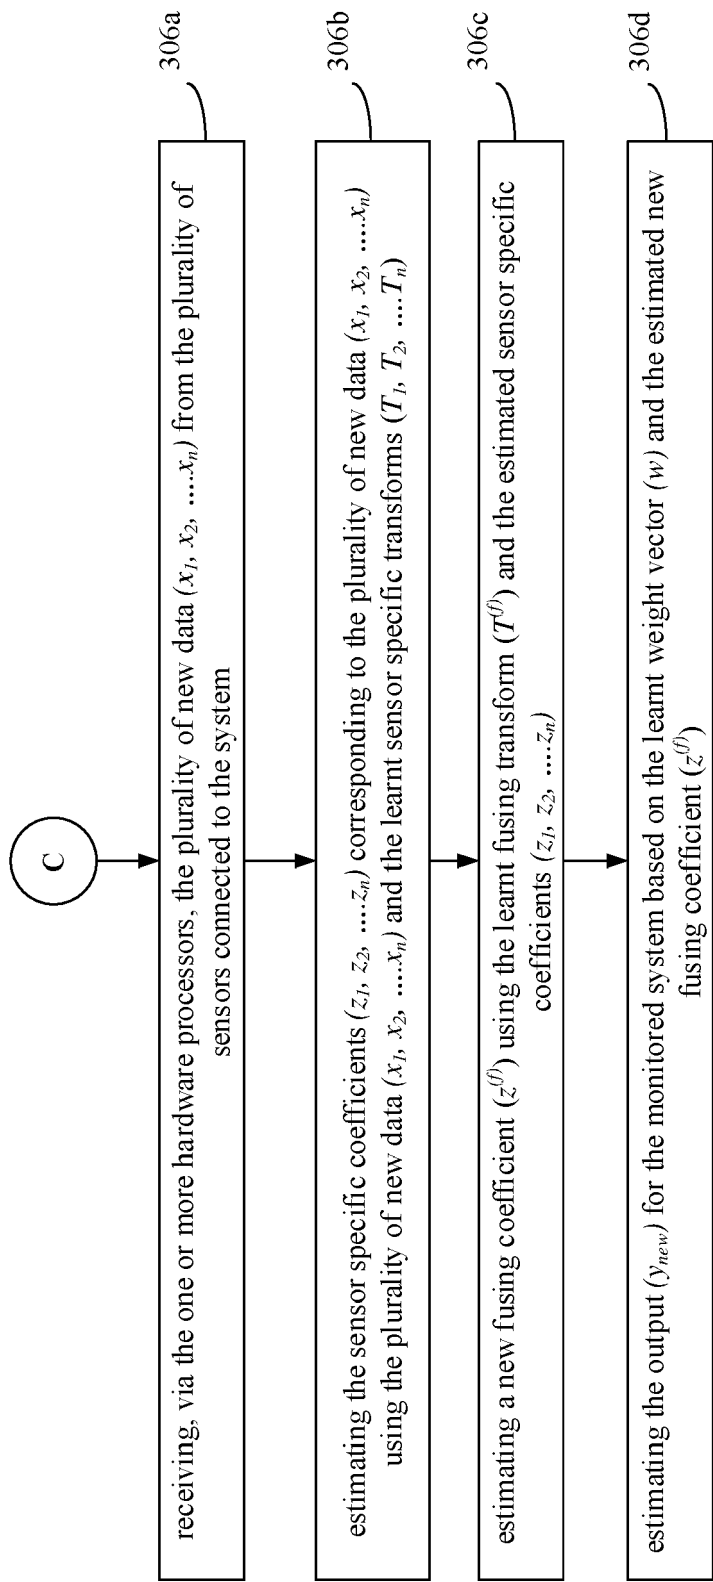 C
receiving, via the one or more hardware processors, the plurality of new data (x1, x2, ....xn) from the plurality of
sensors connected to the system
306a
estimating the sensor specific coefficients (z1, z2, ....zn) corresponding to the plurality of new data (x1, x2, ....xn)
using the plurality of new data (x1, x2, ....xn) and the learnt sensor specific transforms (T1, T2, ....Tn)
306b
estimating a new fusing coefficient (z(f)) using the learnt fusing transform (T(f)) and the estimated sensor specific
coefficients (z1, z2, ....zn)
306c
estimating the output (ynew) for the monitored system based on the learnt weight vector (w) and the estimated new
fusing coefficient (z(f))
306d